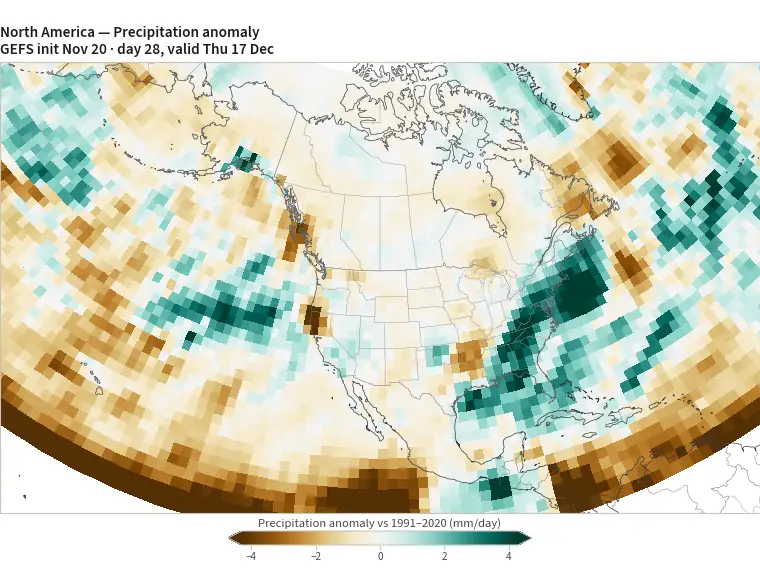 North America — Precipitation anomaly
GEFS init Nov 20 · day 28, valid Thu 17 Dec
Precipitation anomaly vs 1991–2020 (mm/day)
−4 −2 0 2 4